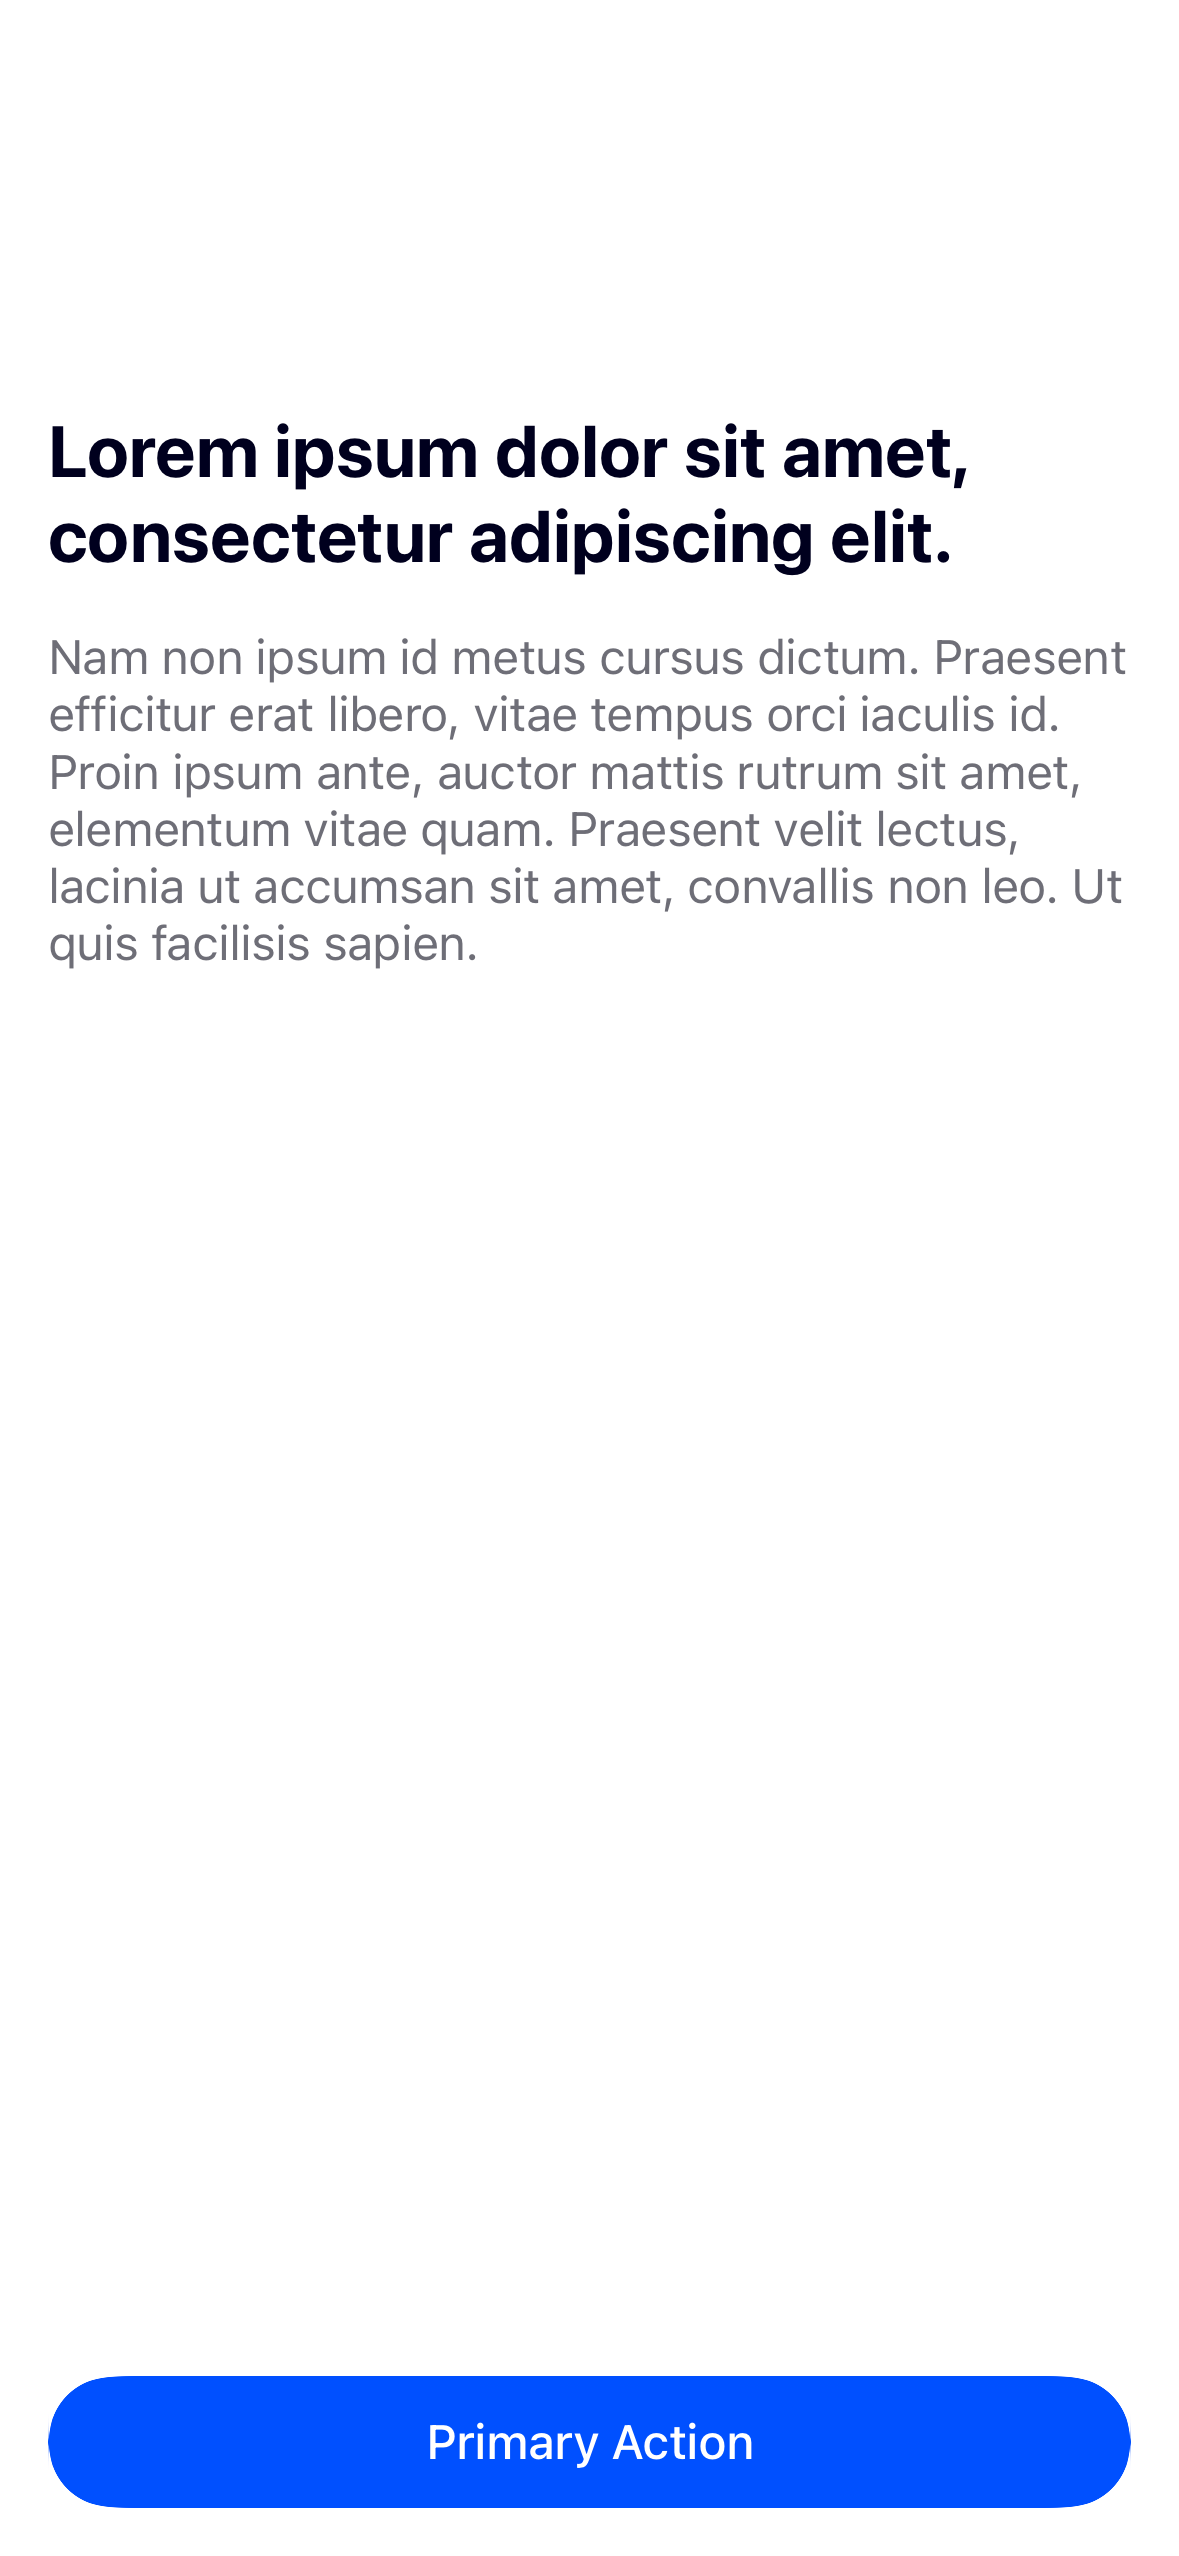 Lorem ipsum dolor sit amet,
consectetur adipiscing elit.
Nam non ipsum id metus cursus dictum. Praesent
efficitur erat libero, vitae tempus orci iaculis id.
Proin ipsum ante, auctor mattis rutrum sit amet,
elementum vitae quam. Praesent velit lectus,
lacinia ut accumsan sit amet, convallis non leo. Ut
quis facilisis sapien.
Primary Action